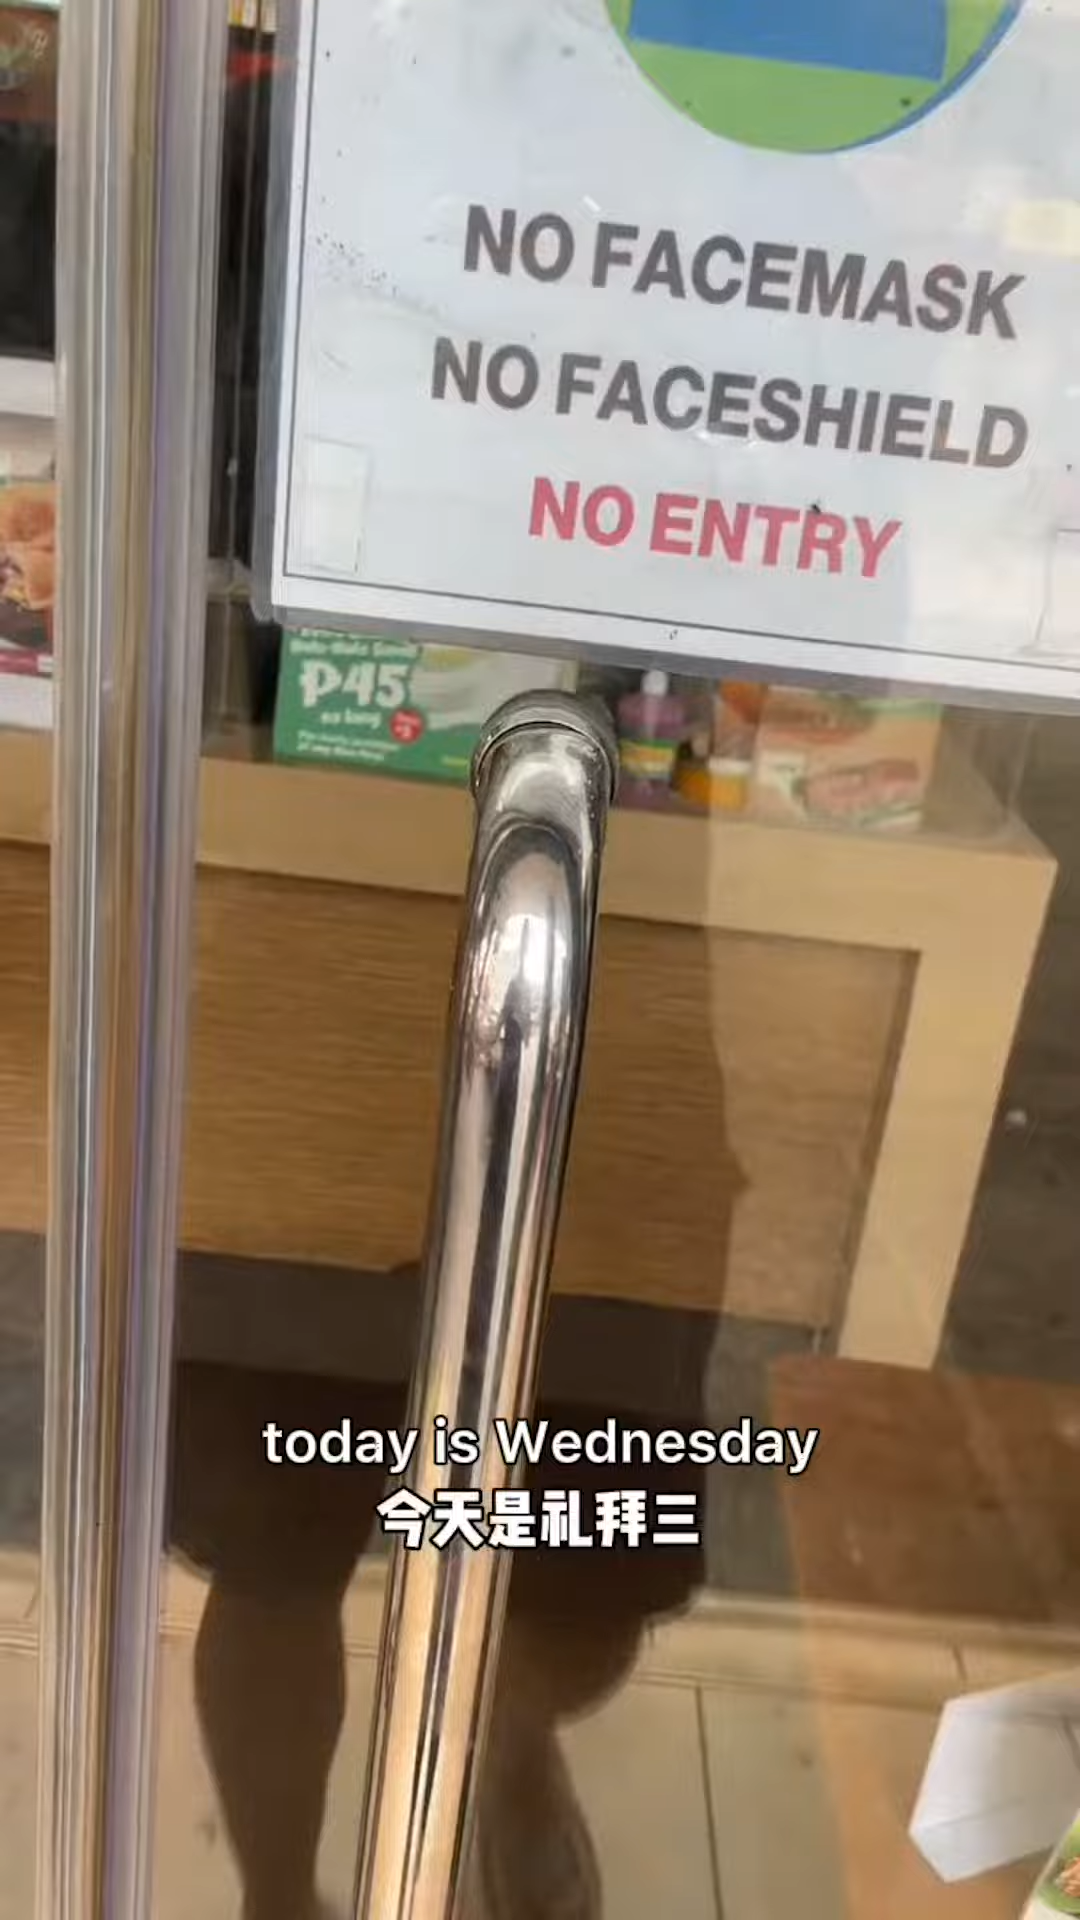 NO FACEMASK
NO FACESHIELD
NO ENTRY
₱45
today is Wednesday
今天是礼拜三